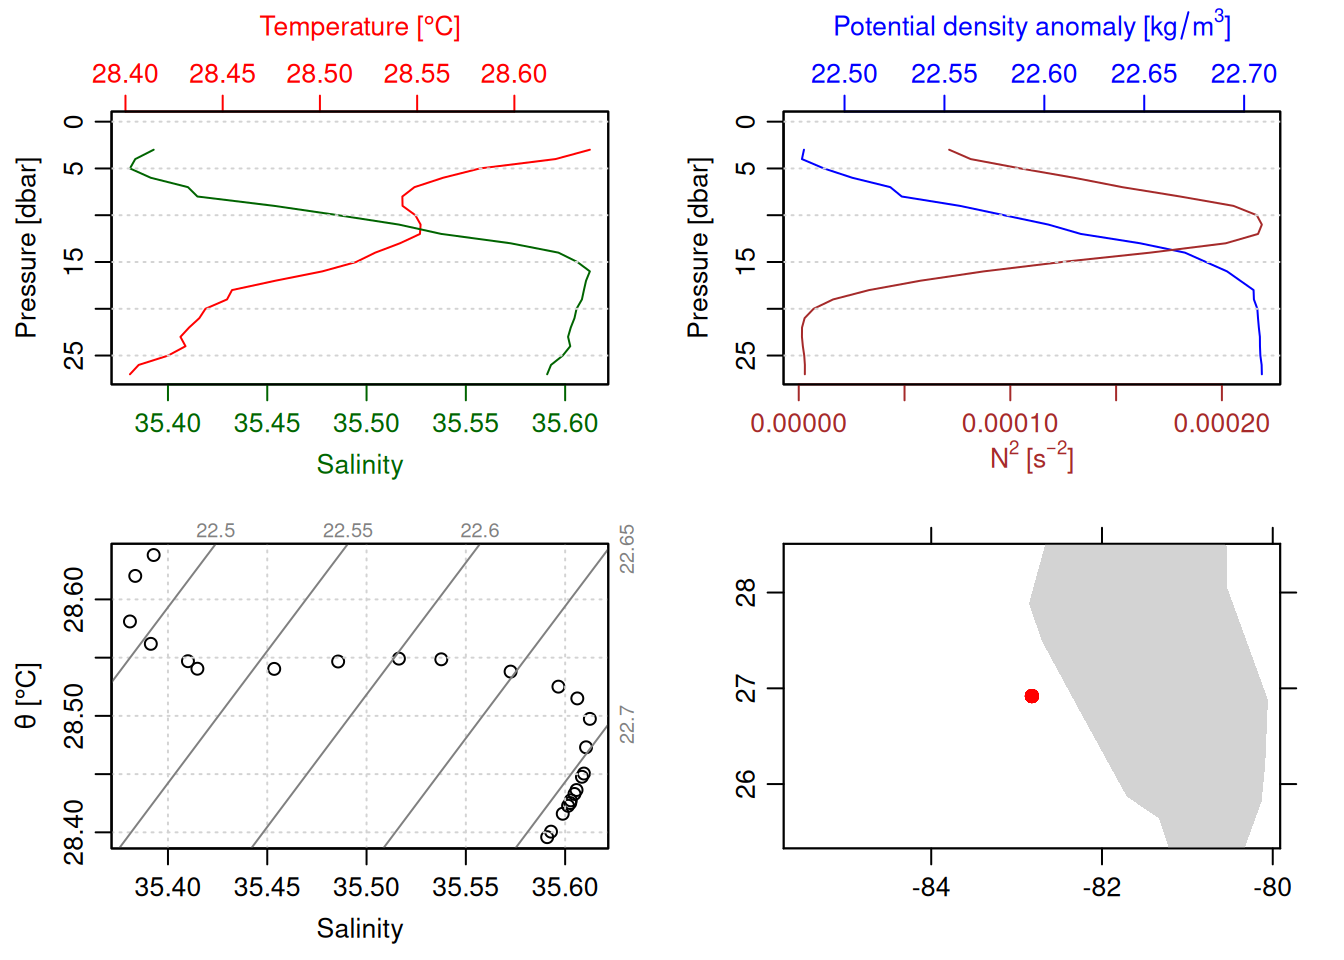 Temperature [°C]
28.40 28.45 28.50 28.55 28.60
Pressure [dbar]
0
5
15
25
35.40 35.45 35.50 35.55 35.60
Salinity
Potential density anomaly [kg/m³]
22.50 22.55 22.60 22.65 22.70
Pressure [dbar]
0
5
15
25
0.00000 0.00010 0.00020
N² [s⁻²]
22.5 22.55 22.6 22.65
22.7
θ [°C]
28.60
28.50
28.40
35.40 35.45 35.50 35.55 35.60
Salinity
28
27
26
-84 -82 -80